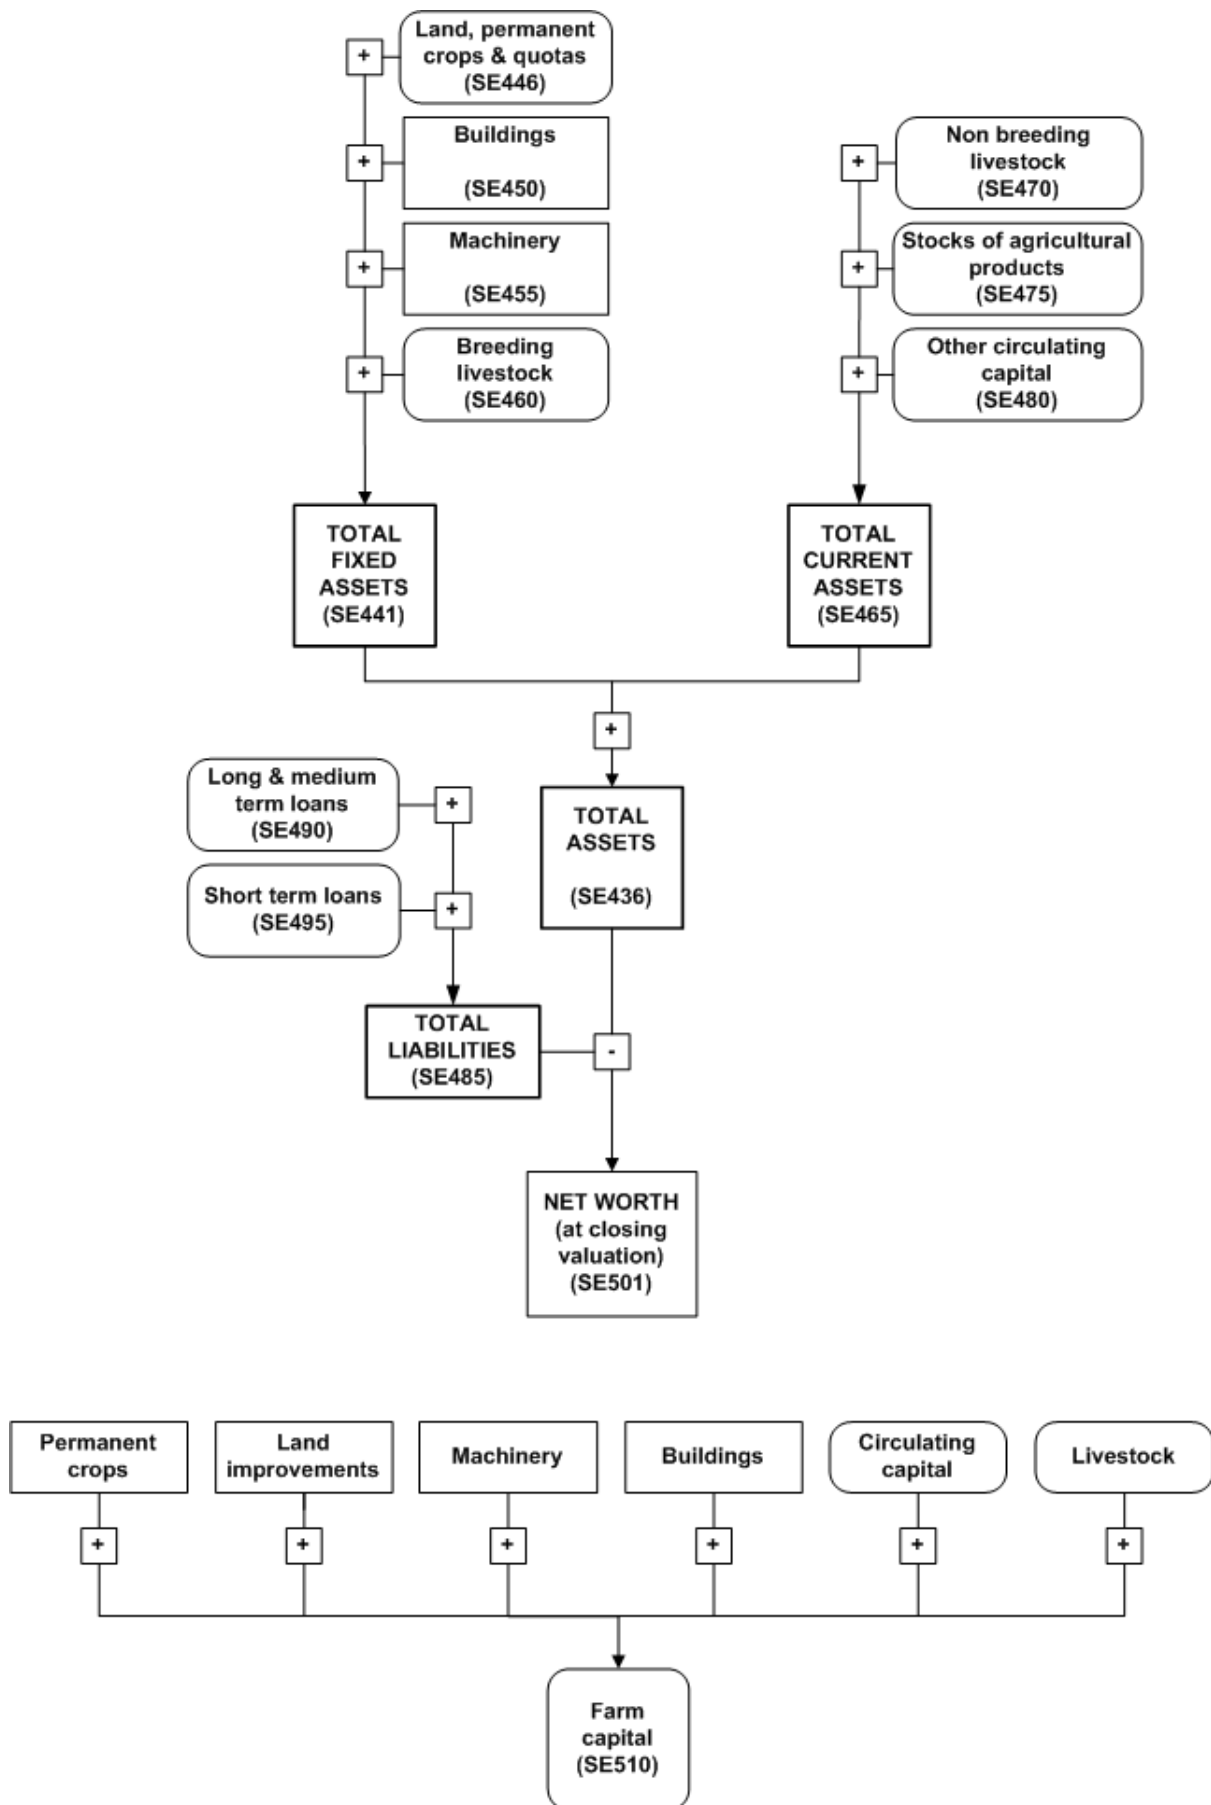 Land, permanent
crops & quotas
(SE446)
+
Buildings
(SE450)
+
Machinery
(SE455)
+
Breeding
livestock
(SE460)
+
Non breeding
livestock
(SE470)
+
Stocks of agricultural
products
(SE475)
+
Other circulating
capital
(SE480)
+
TOTAL
FIXED
ASSETS
(SE441)
TOTAL
CURRENT
ASSETS
(SE465)
+
Long & medium
term loans
(SE490)
+
Short term loans
(SE495)
+
TOTAL
ASSETS
(SE436)
TOTAL
LIABILITIES
(SE485)
-
NET WORTH
(at closing
valuation)
(SE501)
Permanent
crops
Land
improvements
Machinery
Buildings
Circulating
capital
Livestock
+
+
+
+
+
+
Farm
capital
(SE510)